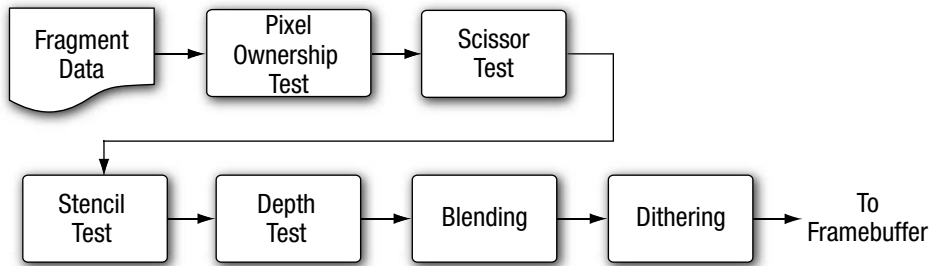 Fragment
Data
Pixel
Ownership
Test
Scissor
Test
Stencil
Test
Depth
Test
Blending
Dithering
To
Framebuffer